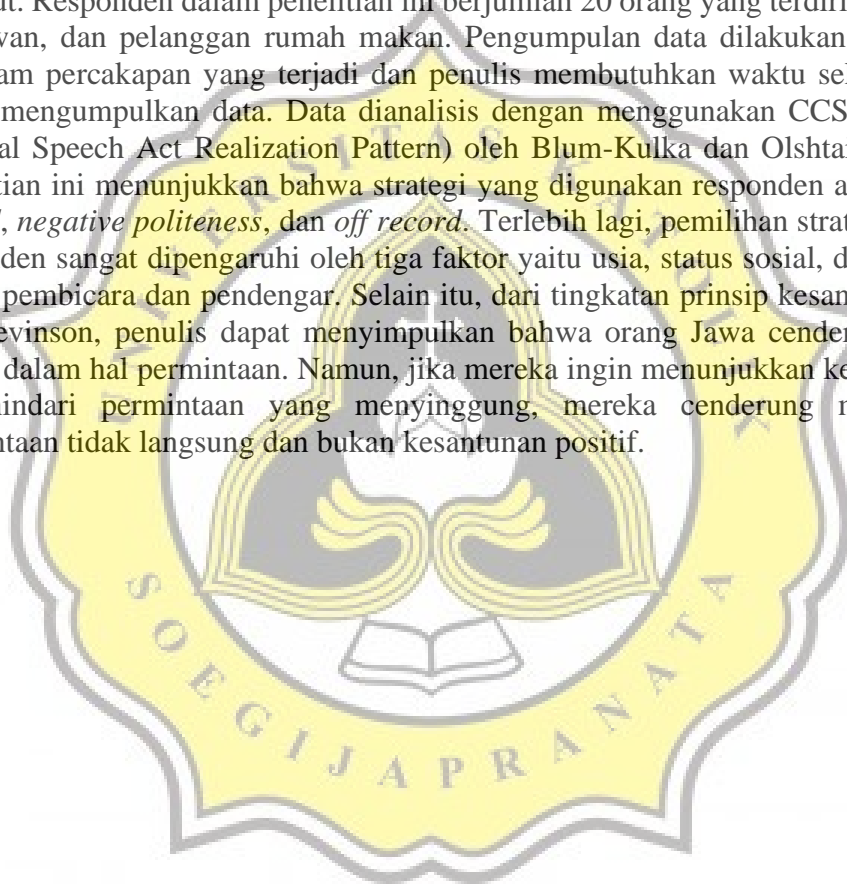 ut. Responden dalam penelitian ini berjumlah 20 orang yang terdiri
wan, dan pelanggan rumah makan. Pengumpulan data dilakukan
am percakapan yang terjadi dan penulis membutuhkan waktu sel
mengumpulkan data. Data dianalisis dengan menggunakan CCS
al Speech Act Realization Pattern) oleh Blum-Kulka dan Olshta
tian ini menunjukkan bahwa strategi yang digunakan responden a
, negative politeness, dan off record. Terlebih lagi, pemilihan strat
den sangat dipengaruhi oleh tiga faktor yaitu usia, status sosial, d
pembicara dan pendengar. Selain itu, dari tingkatan prinsip kesan
evinson, penulis dapat menyimpulkan bahwa orang Jawa cender
dalam hal permintaan. Namun, jika mereka ingin menunjukkan ke
hindari permintaan yang menyinggung, mereka cenderung m
ntaan tidak langsung dan bukan kesantunan positif.
UNIVERSITAS KATOLIK
SOEGIJAPRANATA